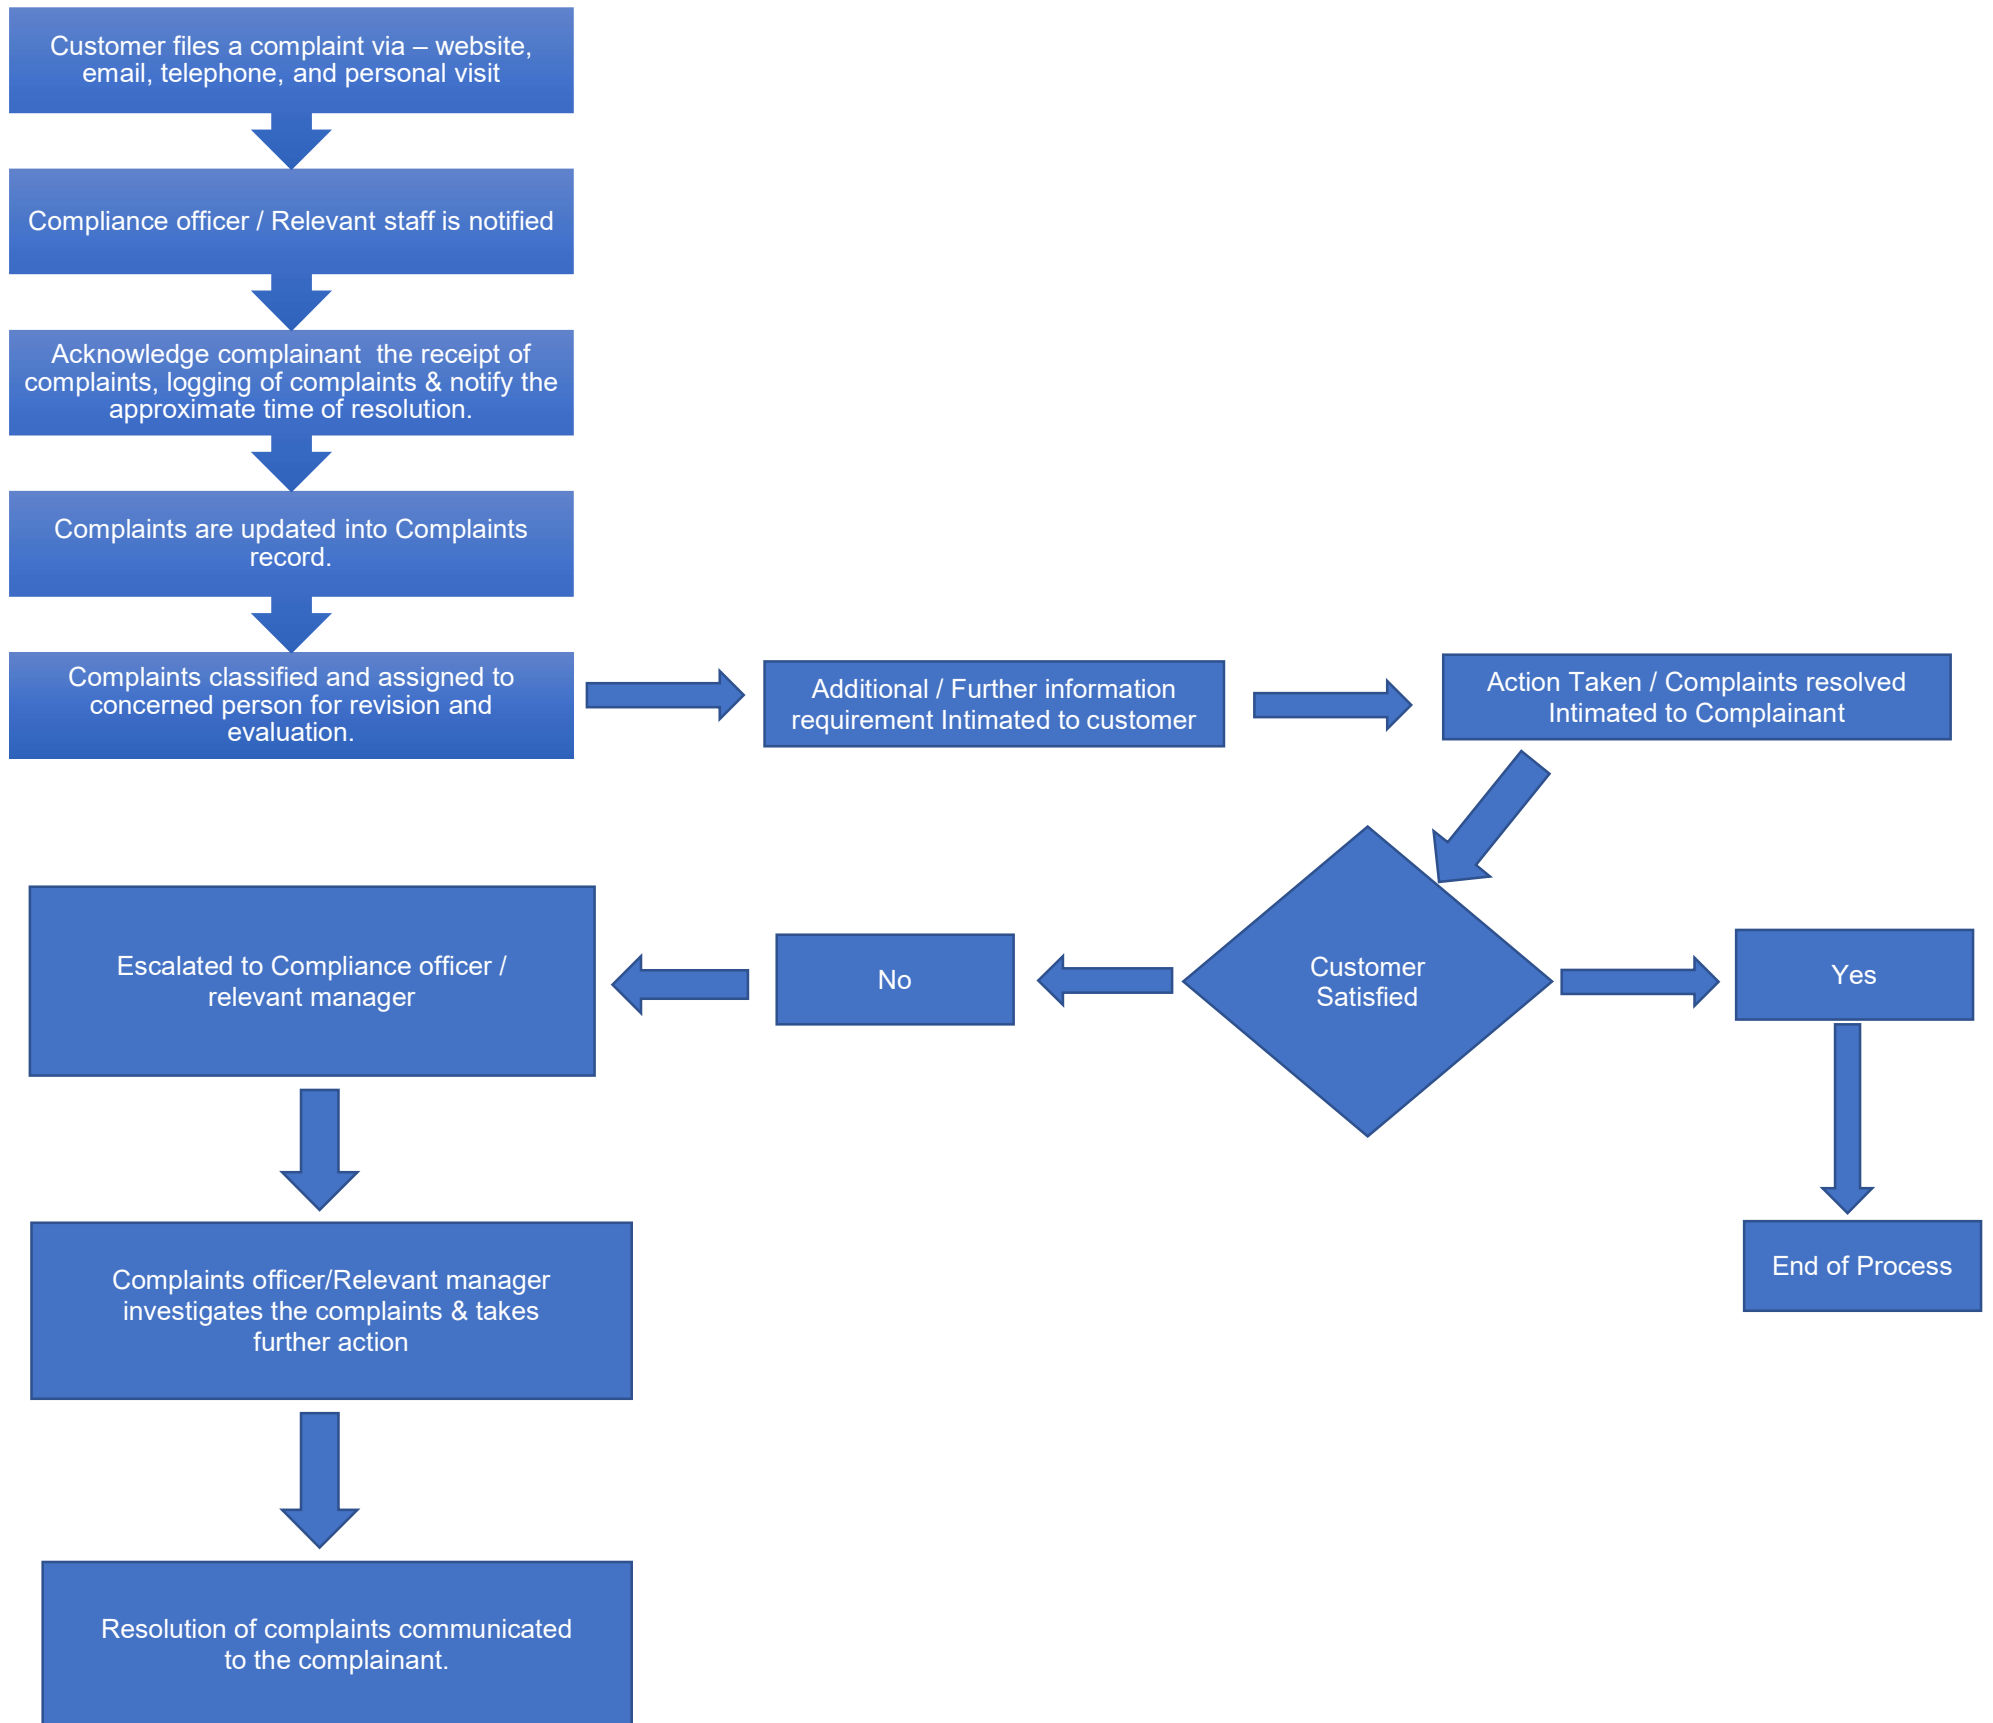 Customer files a complaint via – website,
email, telephone, and personal visit
Compliance officer / Relevant staff is notified
Acknowledge complainant  the receipt of
complaints, logging of complaints & notify the
approximate time of resolution.
Complaints are updated into Complaints
record.
Complaints classified and assigned to
concerned person for revision and
evaluation.
Additional / Further information
requirement Intimated to customer
Action Taken / Complaints resolved
Intimated to Complainant
Customer
Satisfied
Yes
End of Process
No
Escalated to Compliance officer /
relevant manager
Complaints officer/Relevant manager
investigates the complaints & takes
further action
Resolution of complaints communicated
to the complainant.